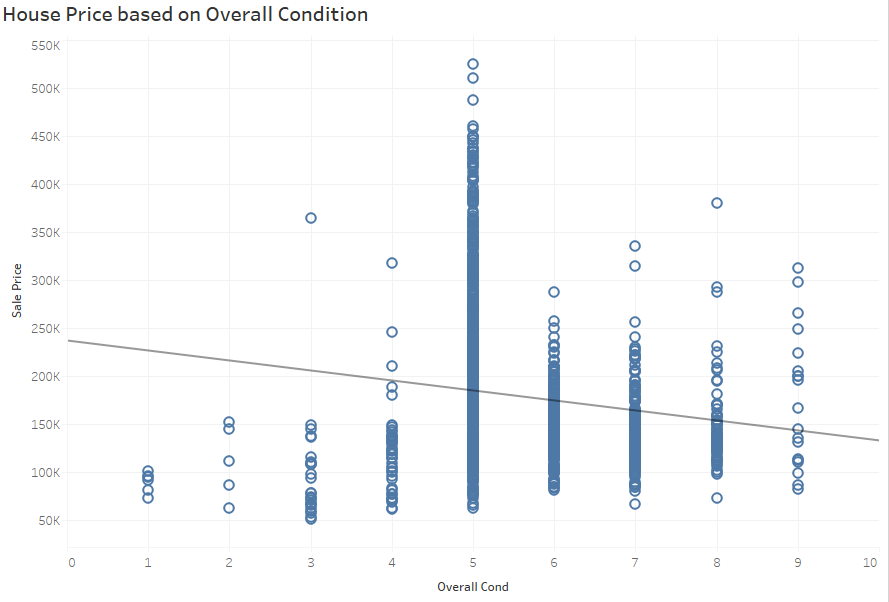 House Price based on Overall Condition
550K
500K
450K
400K
350K
300K
250K
200K
150K
100K
50K
Sale Price
0 1 2 3 4 5 6 7 8 9 10
Overall Cond